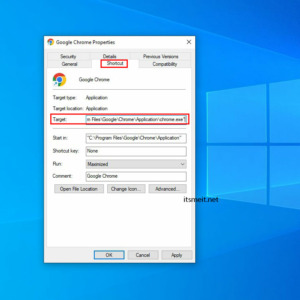 Google Chrome Properties
Security Details Previous Versions
General Shortcut Compatibility
Google Chrome
Target type: Application
Target location: Application
Target: m Files\Google\Chrome\Application\chrome.exe"
Start in: "C:\Program Files\Google\Chrome\Application"
Shortcut key: None
Run: Maximized
Comment: Google Chrome
Open File Location Change Icon... Advanced...
itsmeit.net
OK Cancel Apply